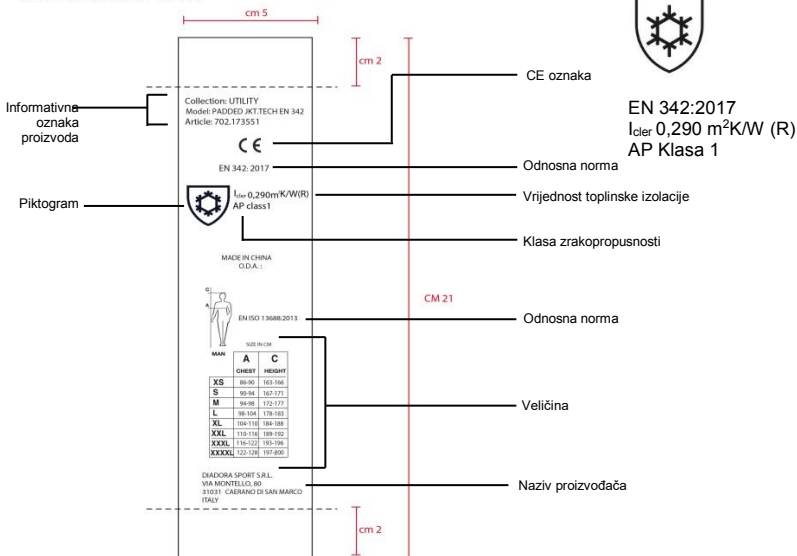 cm 5
cm 2
CE oznaka
Informativna
oznaka
proizvoda
Collection: UTILITY
Model: PADDED JKT.TECH EN 342
Article: 702.173551
CE
EN 342: 2017
Odnosna norma
EN 342:2017
Icler 0,290 m²K/W (R)
AP Klasa 1
Piktogram
Icler 0,290m²K/W(R)
AP class1
Vrijednost toplinske izolacije
Klasa zrakopropusnosti
MADE IN CHINA
O.D.A. :
CM 21
C
A
EN ISO 13688:2013
Odnosna norma
MAN
SIZE IN CM
A C
CHEST HEIGHT
XS 86-90 163-166
S 90-94 167-171
M 94-98 172-177
L 98-104 178-183
XL 104-110 184-188
XXL 110-116 189-192
XXXL 116-122 193-196
XXXXL 122-128 197-800
Veličina
DIADORA SPORT S.R.L.
VIA MONTELLO, 80
31031 CAERANO DI SAN MARCO
ITALY
Naziv proizvođača
cm 2